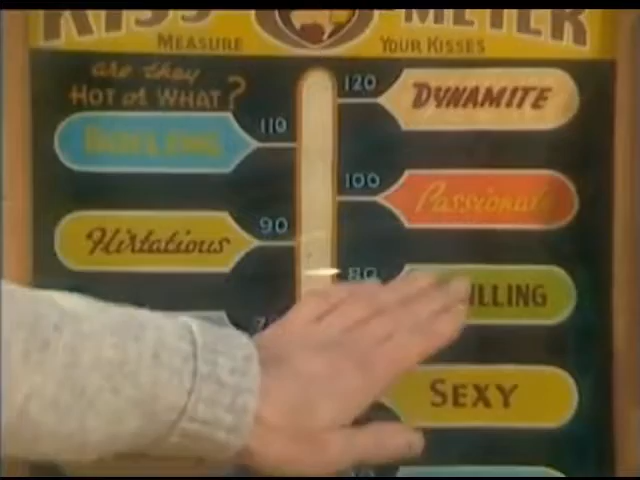 KISS METER
MEASURE YOUR KISSES
are they
HOT or WHAT?
120 DYNAMITE
110
100 Passionate
90 Flirtatious
80 ILLING
SEXY